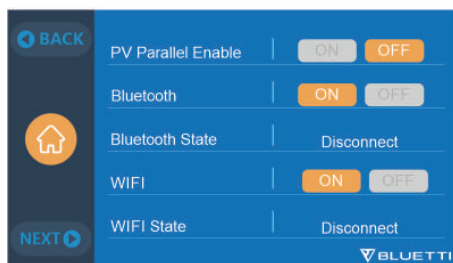 BACK
PV Parallel Enable ON OFF
Bluetooth ON OFF
Bluetooth State Disconnect
WIFI ON OFF
WIFI State Disconnect
NEXT
BLUETTI